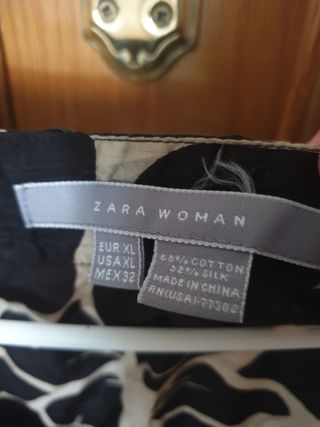 ZARA WOMAN
EUR XL
USA XL
MEX 32
68% COTTON
32% SILK
MADE IN CHINA
RN(USA)-77302